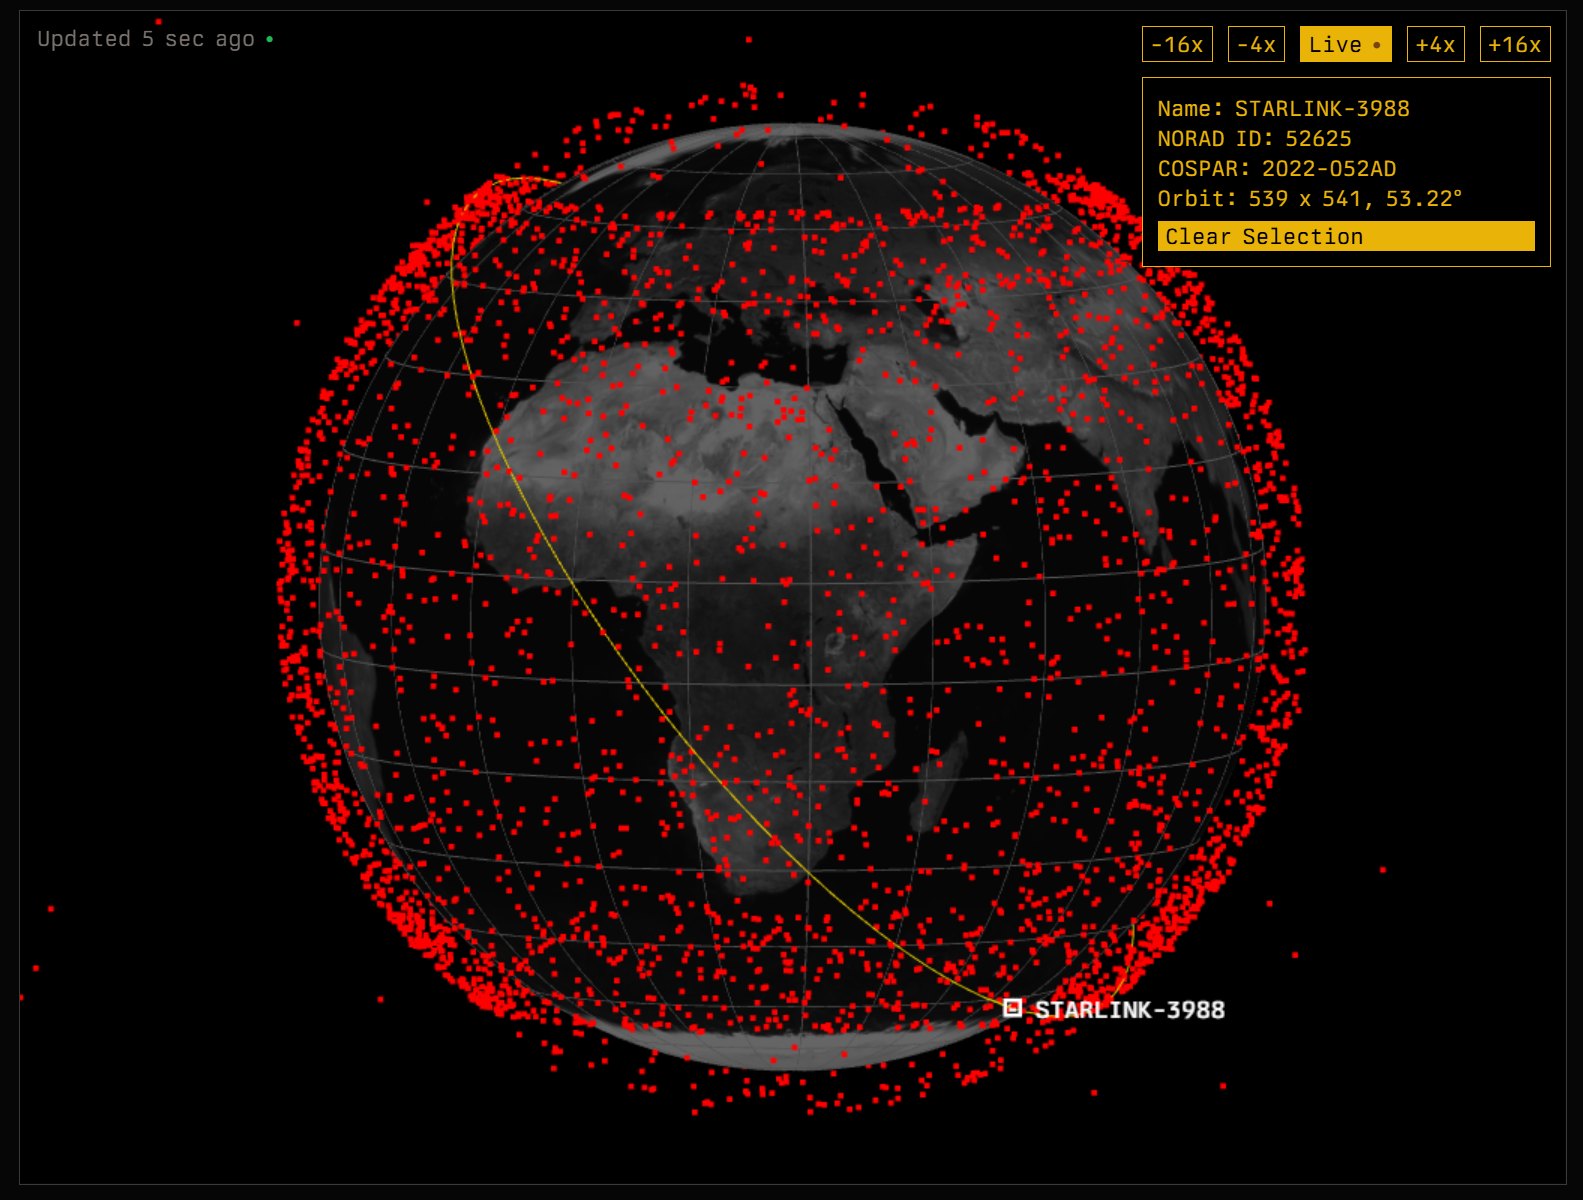 Updated 5 sec ago
-16x -4x Live +4x +16x
Name: STARLINK-3988
NORAD ID: 52625
COSPAR: 2022-052AD
Orbit: 539 x 541, 53.22°
Clear Selection
STARLINK-3988